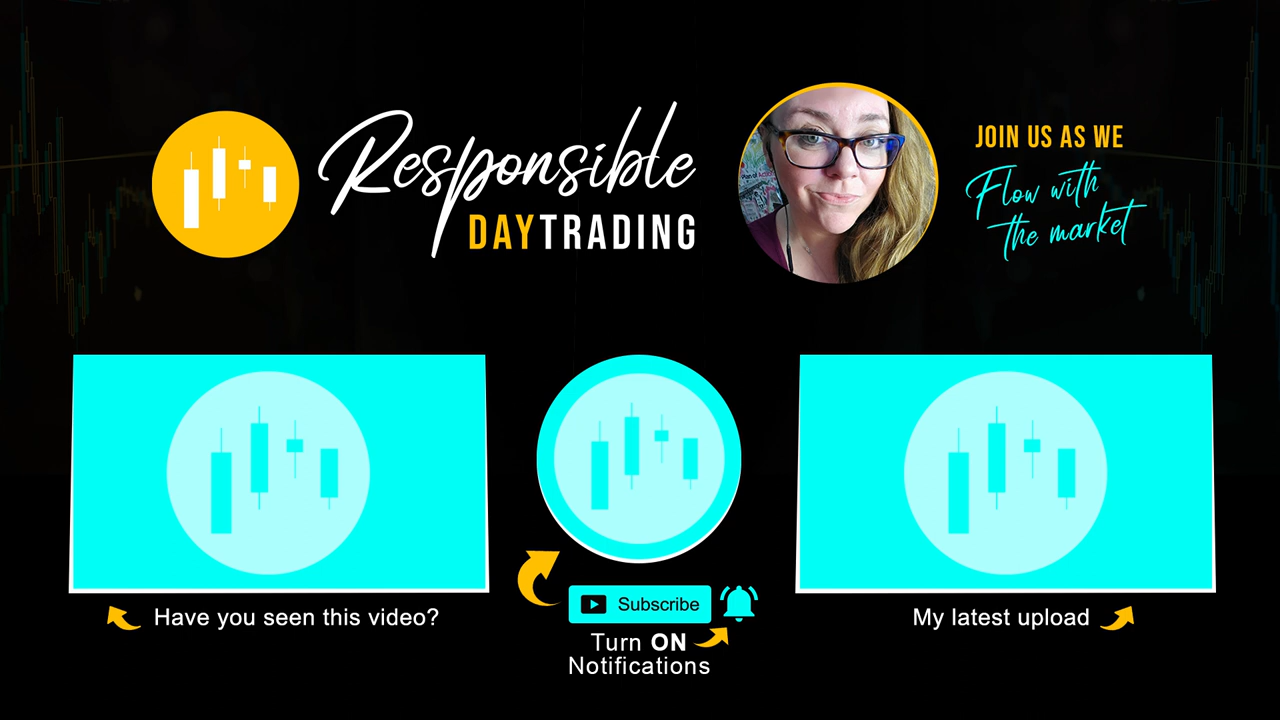 Responsible
DAYTRADING
JOIN US AS WE
Flow with
the market
Have you seen this video?
Subscribe
Turn ON
Notifications
My latest upload